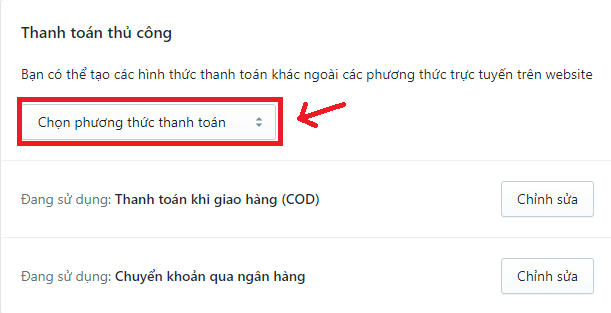 Thanh toán thủ công
Bạn có thể tạo các hình thức thanh toán khác ngoài các phương thức trực tuyến trên website
Chọn phương thức thanh toán
Đang sử dụng: Thanh toán khi giao hàng (COD)
Chỉnh sửa
Đang sử dụng: Chuyển khoản qua ngân hàng
Chỉnh sửa